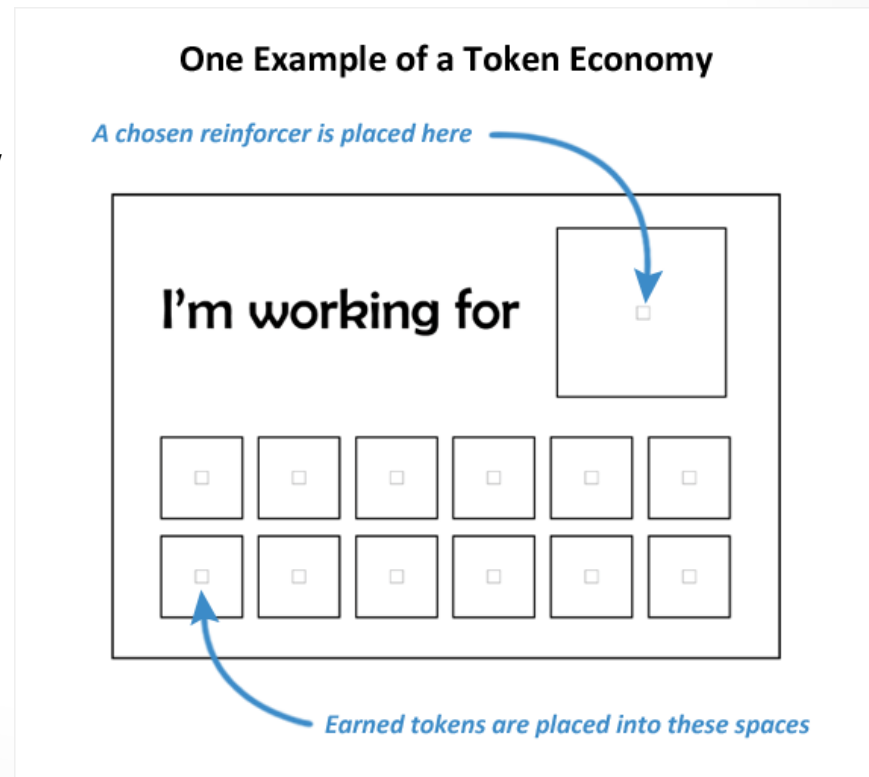 One Example of a Token Economy
A chosen reinforcer is placed here
I'm working for
Earned tokens are placed into these spaces